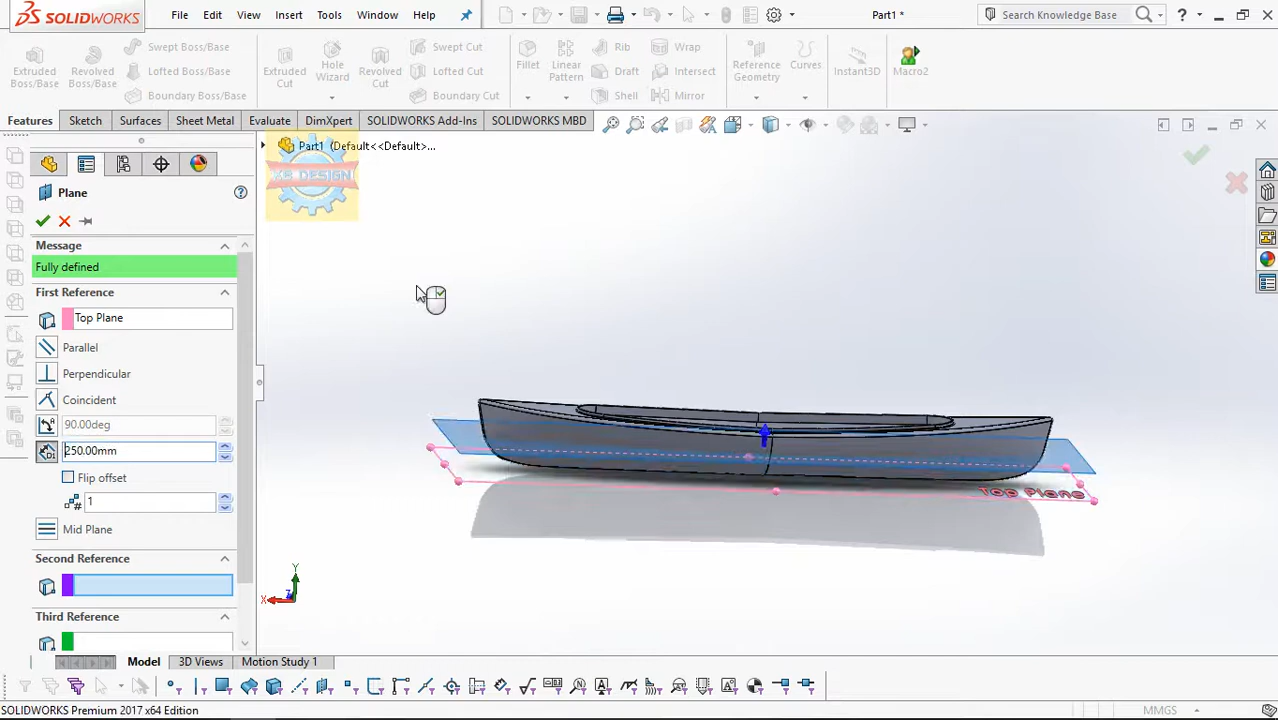 SOLIDWORKS
File Edit View Insert Tools Window Help
Part1 *
Search Knowledge Base
?
Extruded Boss/Base
Revolved Boss/Base
Swept Boss/Base
Lofted Boss/Base
Boundary Boss/Base
Extruded Cut
Hole Wizard
Revolved Cut
Swept Cut
Lofted Cut
Boundary Cut
Fillet
Linear Pattern
Rib
Draft
Shell
Wrap
Intersect
Mirror
Reference Geometry
Curves
Instant3D
Macro2
Features Sketch Surfaces Sheet Metal Evaluate DimXpert SOLIDWORKS Add-Ins SOLIDWORKS MBD
Part1 (Default<<Default>...
KB DESIGN
Plane
Message
Fully defined
First Reference
Top Plane
Parallel
Perpendicular
Coincident
90.00deg
250.00mm
Flip offset
1
Mid Plane
Second Reference
Third Reference
Top Plane
Y
X
Z
Model 3D Views Motion Study 1
SOLIDWORKS Premium 2017 x64 Edition
MMGS